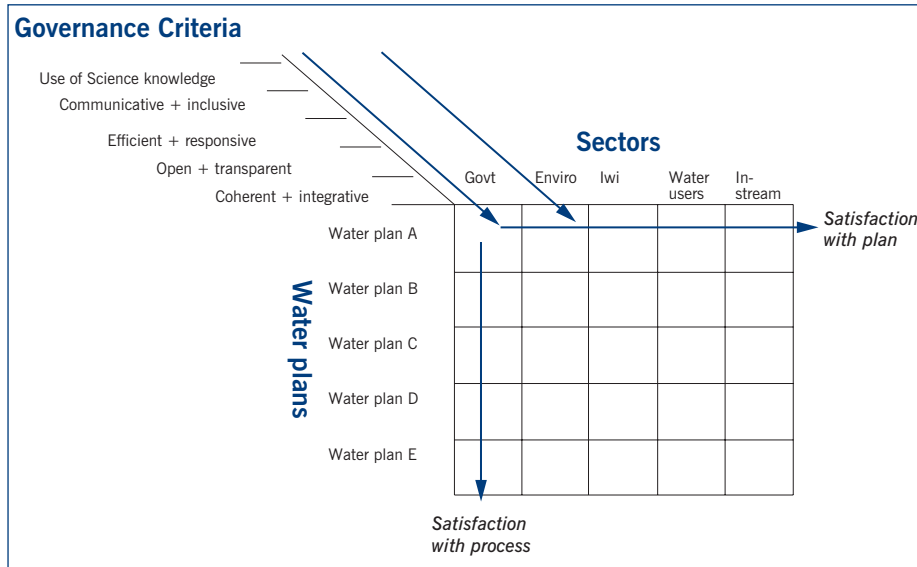 Governance Criteria
Use of Science knowledge
Communicative + inclusive
Efficient + responsive
Open + transparent
Coherent + integrative
Sectors
Govt
Enviro
Iwi
Water
users
In-
stream
Water plans
Water plan A
Water plan B
Water plan C
Water plan D
Water plan E
Satisfaction
with plan
Satisfaction
with process